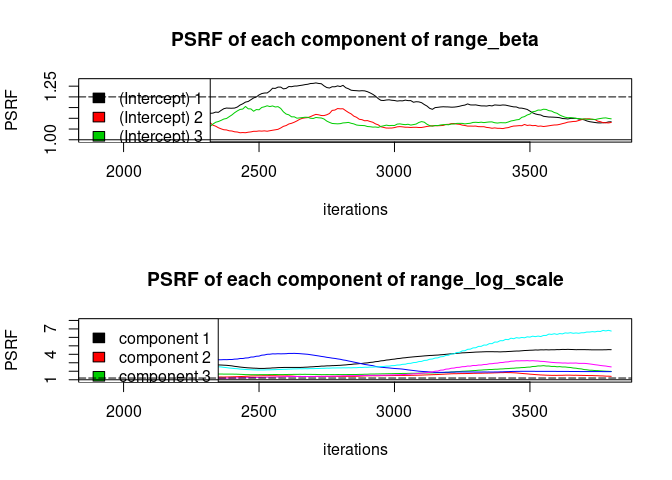 PSRF of each component of range_beta
PSRF
1.00 1.25
(Intercept) 1
(Intercept) 2
(Intercept) 3
2000 2500 3000 3500
iterations
PSRF of each component of range_log_scale
PSRF
1 4 7
component 1
component 2
component 3
2000 2500 3000 3500
iterations